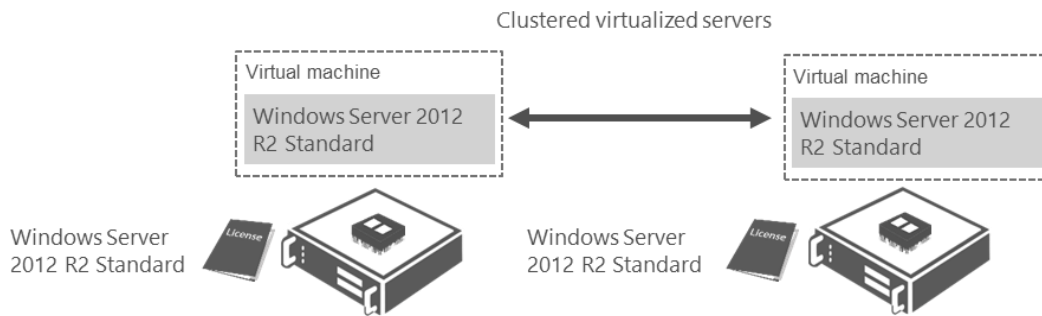 Clustered virtualized servers
Virtual machine
Windows Server 2012
R2 Standard
Virtual machine
Windows Server 2012
R2 Standard
Windows Server
2012 R2 Standard
License
Windows Server
2012 R2 Standard
License